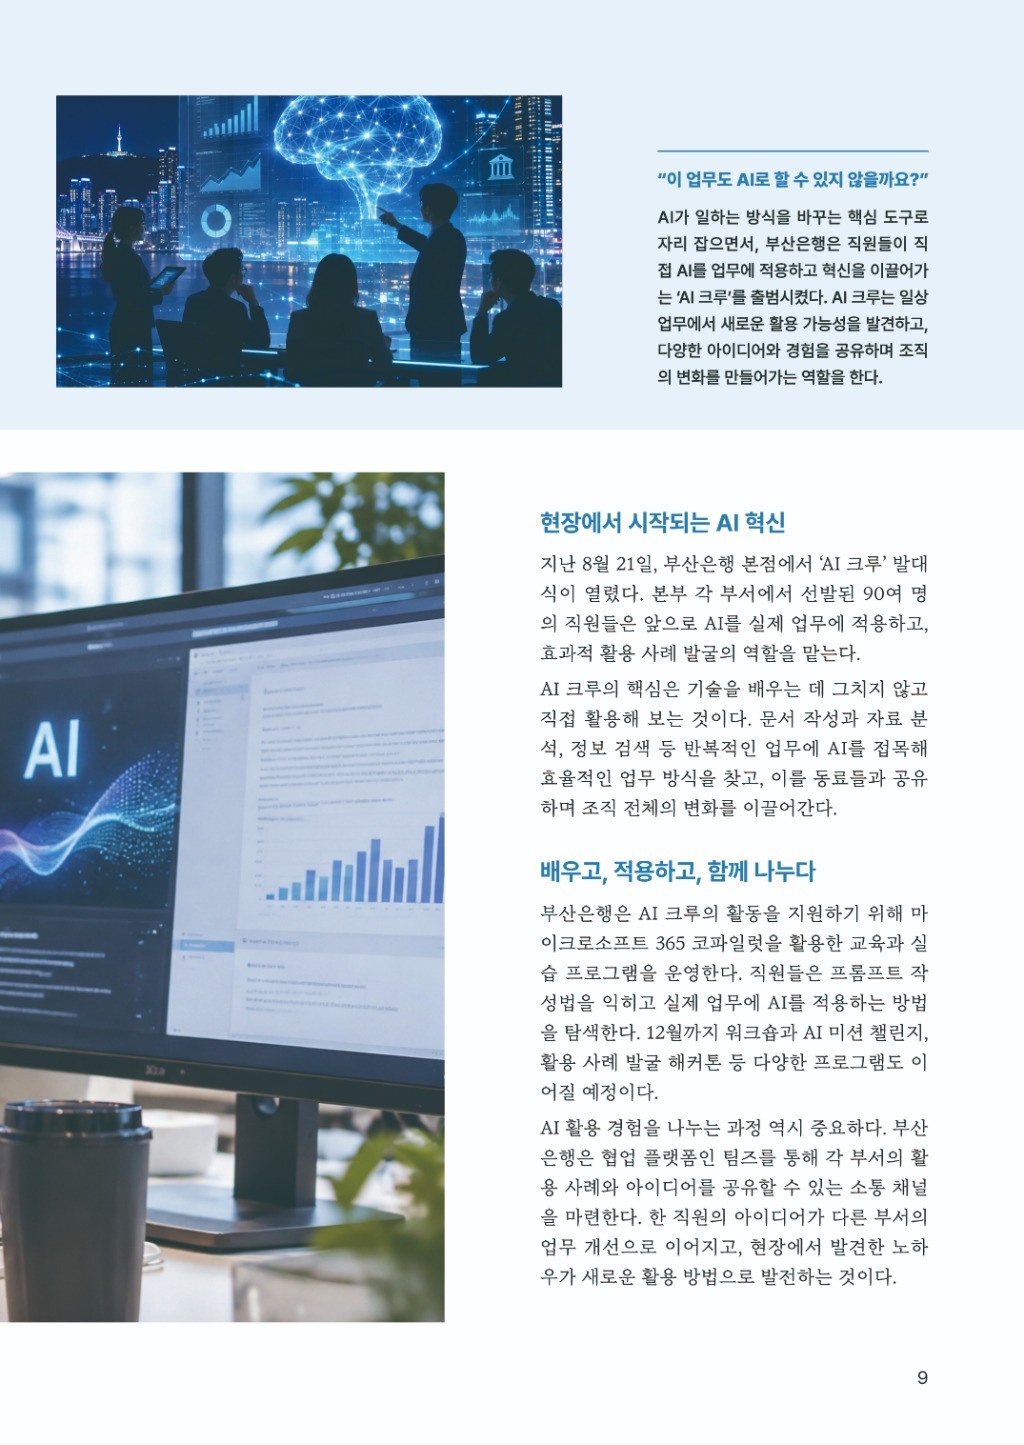 “이 업무도 AI로 할 수 있지 않을까요?”
AI가 일하는 방식을 바꾸는 핵심 도구로
자리 잡으면서, 부산은행은 직원들이 직
접 AI를 업무에 적용하고 혁신을 이끌어가
는 ‘AI 크루’를 출범시켰다. AI 크루는 일상
업무에서 새로운 활용 가능성을 발견하고,
다양한 아이디어와 경험을 공유하며 조직
의 변화를 만들어가는 역할을 한다.
AI
현장에서 시작되는 AI 혁신
지난 8월 21일, 부산은행 본점에서 ‘AI 크루’ 발대
식이 열렸다. 본부 각 부서에서 선발된 90여 명
의 직원들은 앞으로 AI를 실제 업무에 적용하고,
효과적 활용 사례 발굴의 역할을 맡는다.
AI 크루의 핵심은 기술을 배우는 데 그치지 않고
직접 활용해 보는 것이다. 문서 작성과 자료 분
석, 정보 검색 등 반복적인 업무에 AI를 접목해
효율적인 업무 방식을 찾고, 이를 동료들과 공유
하며 조직 전체의 변화를 이끌어간다.
배우고, 적용하고, 함께 나누다
부산은행은 AI 크루의 활동을 지원하기 위해 마
이크로소프트 365 코파일럿을 활용한 교육과 실
습 프로그램을 운영한다. 직원들은 프롬프트 작
성법을 익히고 실제 업무에 AI를 적용하는 방법
을 탐색한다. 12월까지 워크숍과 AI 미션 챌린지,
활용 사례 발굴 해커톤 등 다양한 프로그램도 이
어질 예정이다.
AI 활용 경험을 나누는 과정 역시 중요하다. 부산
은행은 협업 플랫폼인 팀즈를 통해 각 부서의 활
용 사례와 아이디어를 공유할 수 있는 소통 채널
을 마련한다. 한 직원의 아이디어가 다른 부서의
업무 개선으로 이어지고, 현장에서 발견한 노하
우가 새로운 활용 방법으로 발전하는 것이다.
9